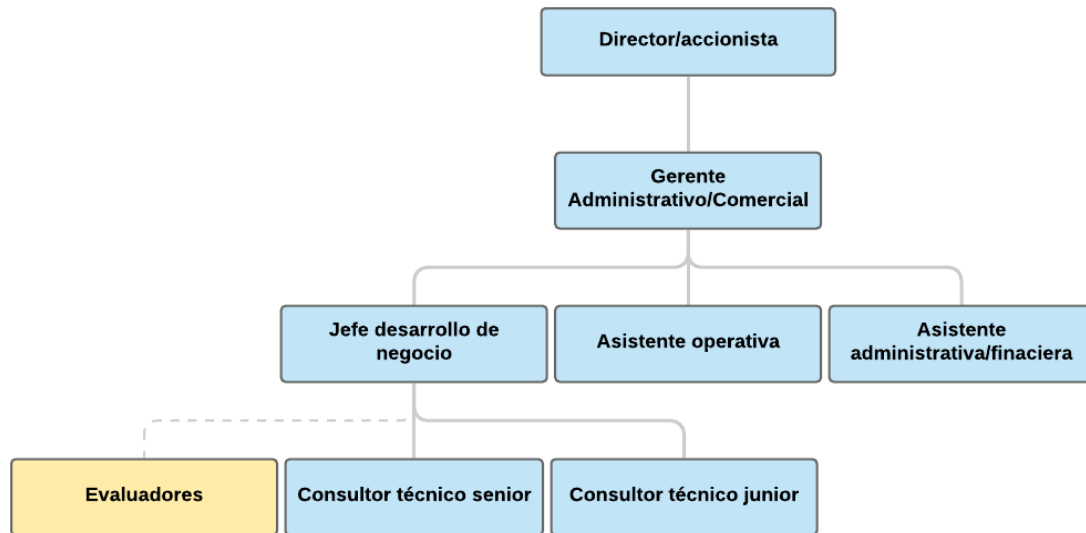 Director/accionista
Gerente
Administrativo/Comercial
Jefe desarrollo de
negocio
Asistente operativa
Asistente
administrativa/finaciera
Evaluadores
Consultor técnico senior
Consultor técnico junior